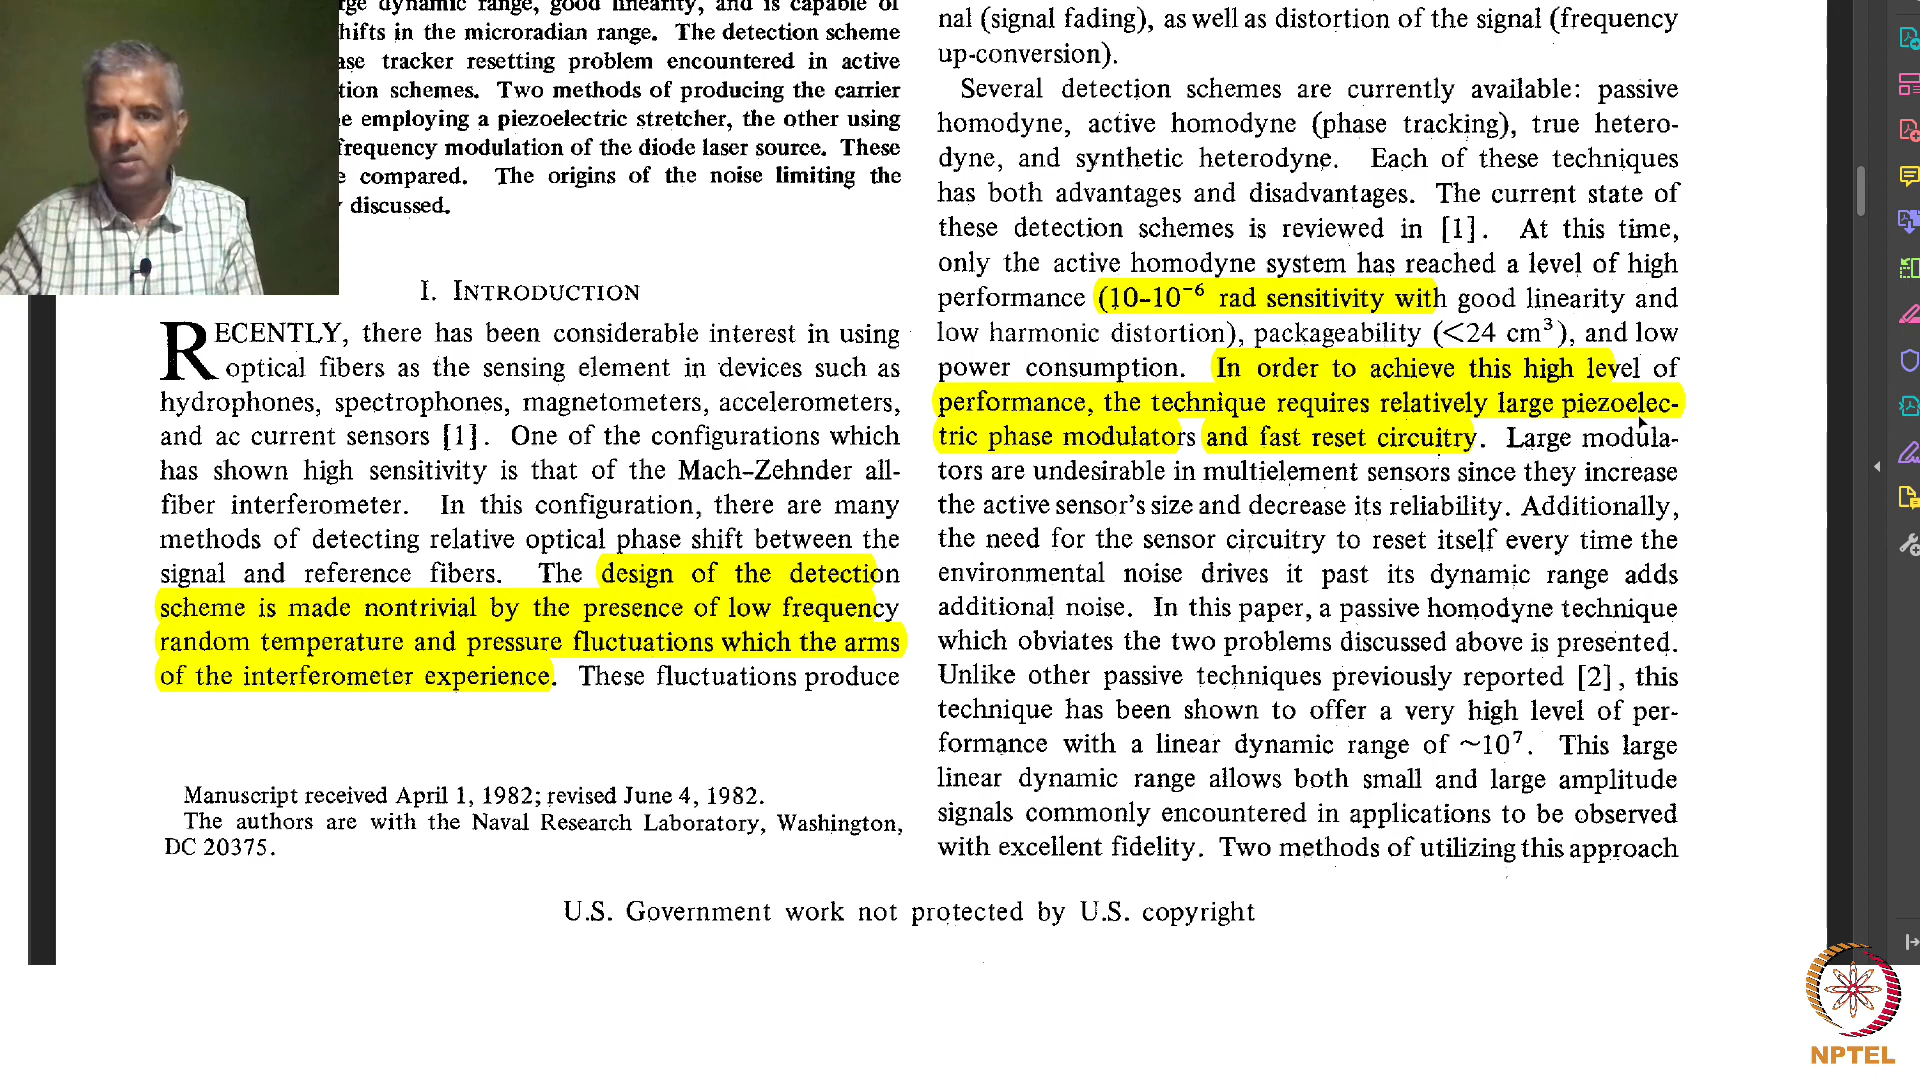 rge dynamic range, good linearity, and is capable of
hifts in the microradian range. The detection scheme
ase tracker resetting problem encountered in active
tion schemes. Two methods of producing the carrier
e employing a piezoelectric stretcher, the other using
frequency modulation of the diode laser source. These
e compared. The origins of the noise limiting the
discussed.
I. INTRODUCTION
RECENTLY, there has been considerable interest in using
optical fibers as the sensing element in devices such as
hydrophones, spectrophones, magnetometers, accelerometers,
and ac current sensors [1]. One of the configurations which
has shown high sensitivity is that of the Mach-Zehnder all-
fiber interferometer. In this configuration, there are many
methods of detecting relative optical phase shift between the
signal and reference fibers. The design of the detection
scheme is made nontrivial by the presence of low frequency
random temperature and pressure fluctuations which the arms
of the interferometer experience. These fluctuations produce
Manuscript received April 1, 1982; revised June 4, 1982.
The authors are with the Naval Research Laboratory, Washington,
DC 20375.
nal (signal fading), as well as distortion of the signal (frequency
up-conversion).
Several detection schemes are currently available: passive
homodyne, active homodyne (phase tracking), true hetero-
dyne, and synthetic heterodyne. Each of these techniques
has both advantages and disadvantages. The current state of
these detection schemes is reviewed in [1]. At this time,
only the active homodyne system has reached a level of high
performance (10-10⁻⁶ rad sensitivity with good linearity and
low harmonic distortion), packageability (<24 cm³), and low
power consumption. In order to achieve this high level of
performance, the technique requires relatively large piezoelec-
tric phase modulators and fast reset circuitry. Large modula-
tors are undesirable in multielement sensors since they increase
the active sensor's size and decrease its reliability. Additionally,
the need for the sensor circuitry to reset itself every time the
environmental noise drives it past its dynamic range adds
additional noise. In this paper, a passive homodyne technique
which obviates the two problems discussed above is presented.
Unlike other passive techniques previously reported [2], this
technique has been shown to offer a very high level of per-
formance with a linear dynamic range of ~10⁷. This large
linear dynamic range allows both small and large amplitude
signals commonly encountered in applications to be observed
with excellent fidelity. Two methods of utilizing this approach
U.S. Government work not protected by U.S. copyright
NPTEL